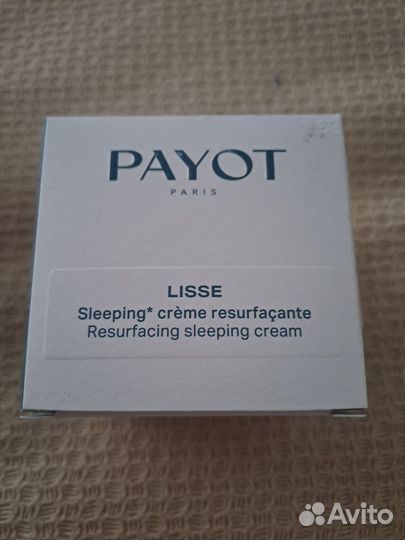 PAYOT
PARIS
LISSE
Sleeping* crème resurfaçante
Resurfacing sleeping cream
Avito